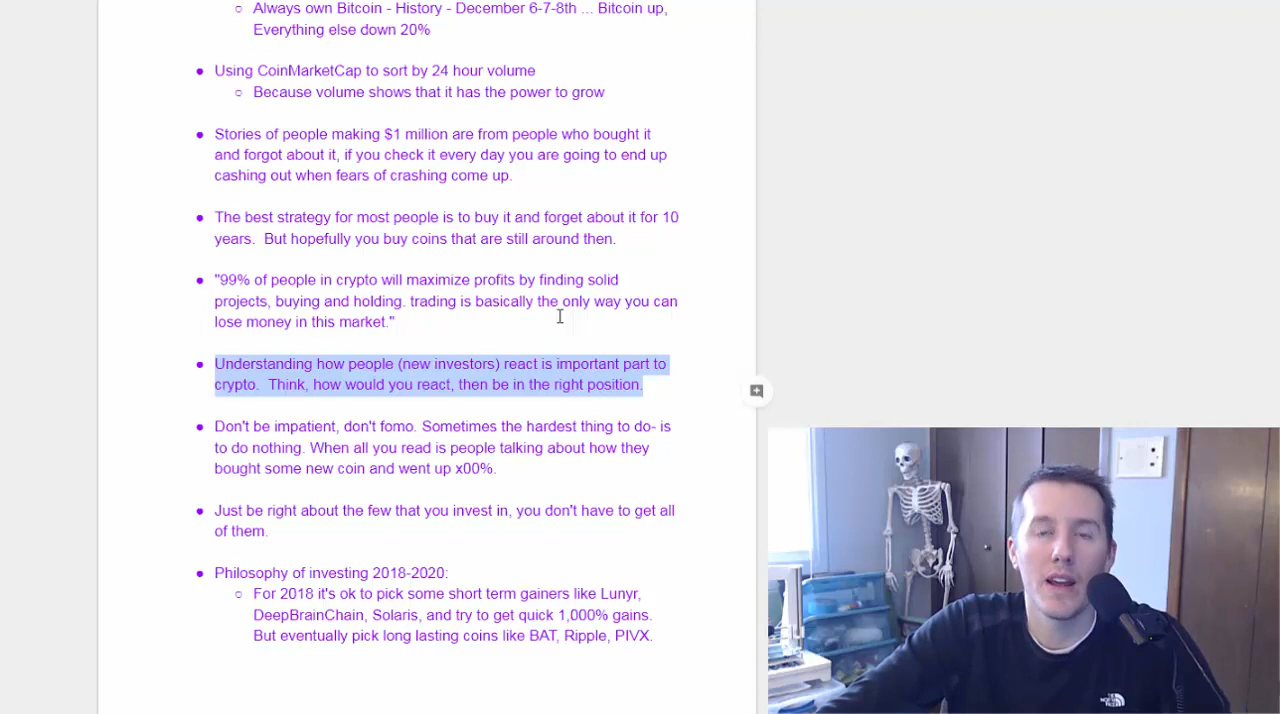 Always own Bitcoin - History - December 6-7-8th ... Bitcoin up,
Everything else down 20%
Using CoinMarketCap to sort by 24 hour volume
Because volume shows that it has the power to grow
Stories of people making $1 million are from people who bought it
and forgot about it, if you check it every day you are going to end up
cashing out when fears of crashing come up.
The best strategy for most people is to buy it and forget about it for 10
years.  But hopefully you buy coins that are still around then.
"99% of people in crypto will maximize profits by finding solid
projects, buying and holding. trading is basically the only way you can
lose money in this market."
Understanding how people (new investors) react is important part to
crypto.  Think, how would you react, then be in the right position.
Don't be impatient, don't fomo. Sometimes the hardest thing to do- is
to do nothing. When all you read is people talking about how they
bought some new coin and went up x00%.
Just be right about the few that you invest in, you don't have to get all
of them.
Philosophy of investing 2018-2020:
For 2018 it's ok to pick some short term gainers like Lunyr,
DeepBrainChain, Solaris, and try to get quick 1,000% gains.
But eventually pick long lasting coins like BAT, Ripple, PIVX.